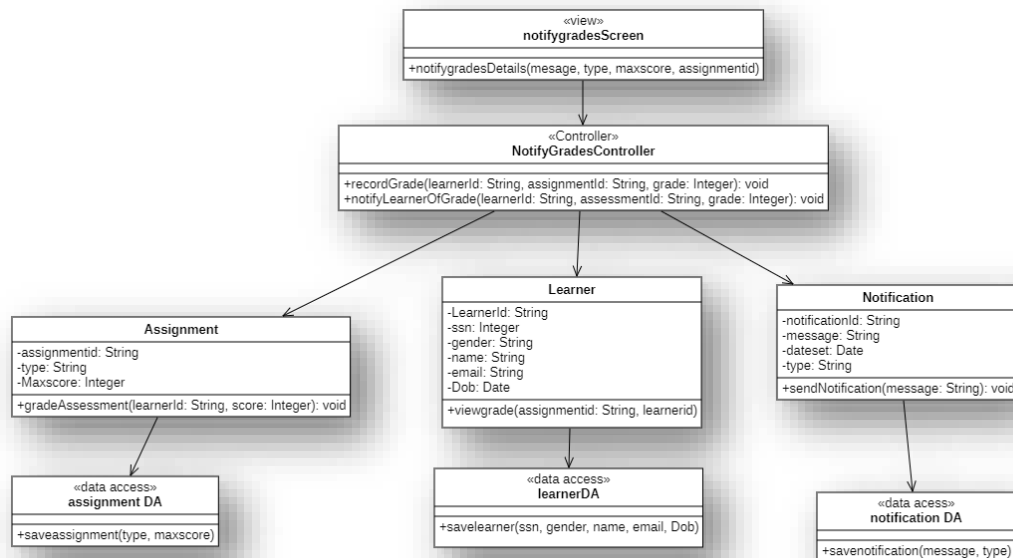 «view»
notifygradesScreen
+notifygradesDetails(mesage, type, maxscore, assignmentid)
«Controller»
NotifyGradesController
+recordGrade(learnerId: String, assignmentId: String, grade: Integer): void
+notifyLearnerOfGrade(learnerId: String, assessmentId: String, grade: Integer): void
Assignment
-assignmentid: String
-type: String
-Maxscore: Integer
+gradeAssessment(learnerId: String, score: Integer): void
Learner
-LearnerId: String
-ssn: Integer
-gender: String
-name: String
-email: String
-Dob: Date
+viewgrade(assignmentid: String, learnerid)
Notification
-notificationId: String
-message: String
-dateset: Date
-type: String
+sendNotification(message: String): void
«data access»
assignment DA
+saveassignment(type, maxscore)
«data access»
learnerDA
+savelearner(ssn, gender, name, email, Dob)
«data acess»
notification DA
+savenotification(message, type)